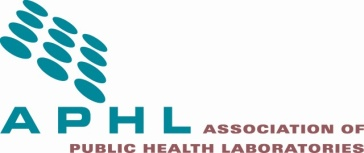 APHL ASSOCIATION OF
PUBLIC HEALTH LABORATORIES